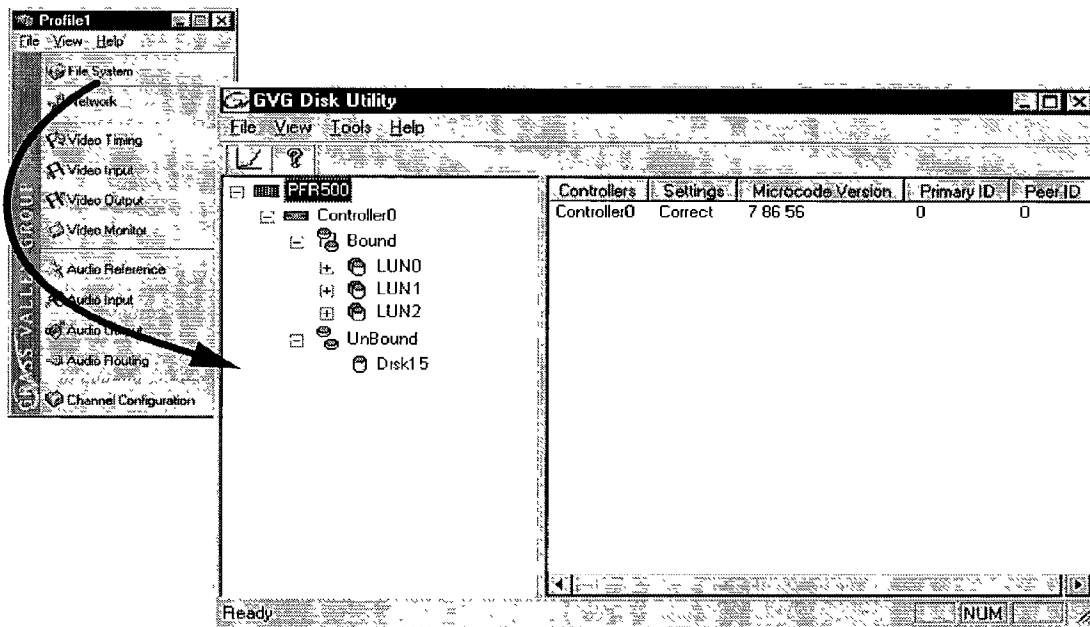 Profile1
File View Help
File System
Network
Video Timing
Video Input
Video Output
Video Monitor
Audio Reference
Audio Input
Audio Output
Audio Routing
Channel Configuration
GRASS VALLEY GROUP
GVG Disk Utility
File View Tools Help
PFR500
Controller0
Bound
LUN0
LUN1
LUN2
UnBound
Disk15
Controllers Settings Microcode Version Primary ID Peer ID
Controller0 Correct 7 86 56 0 0
Ready NUM